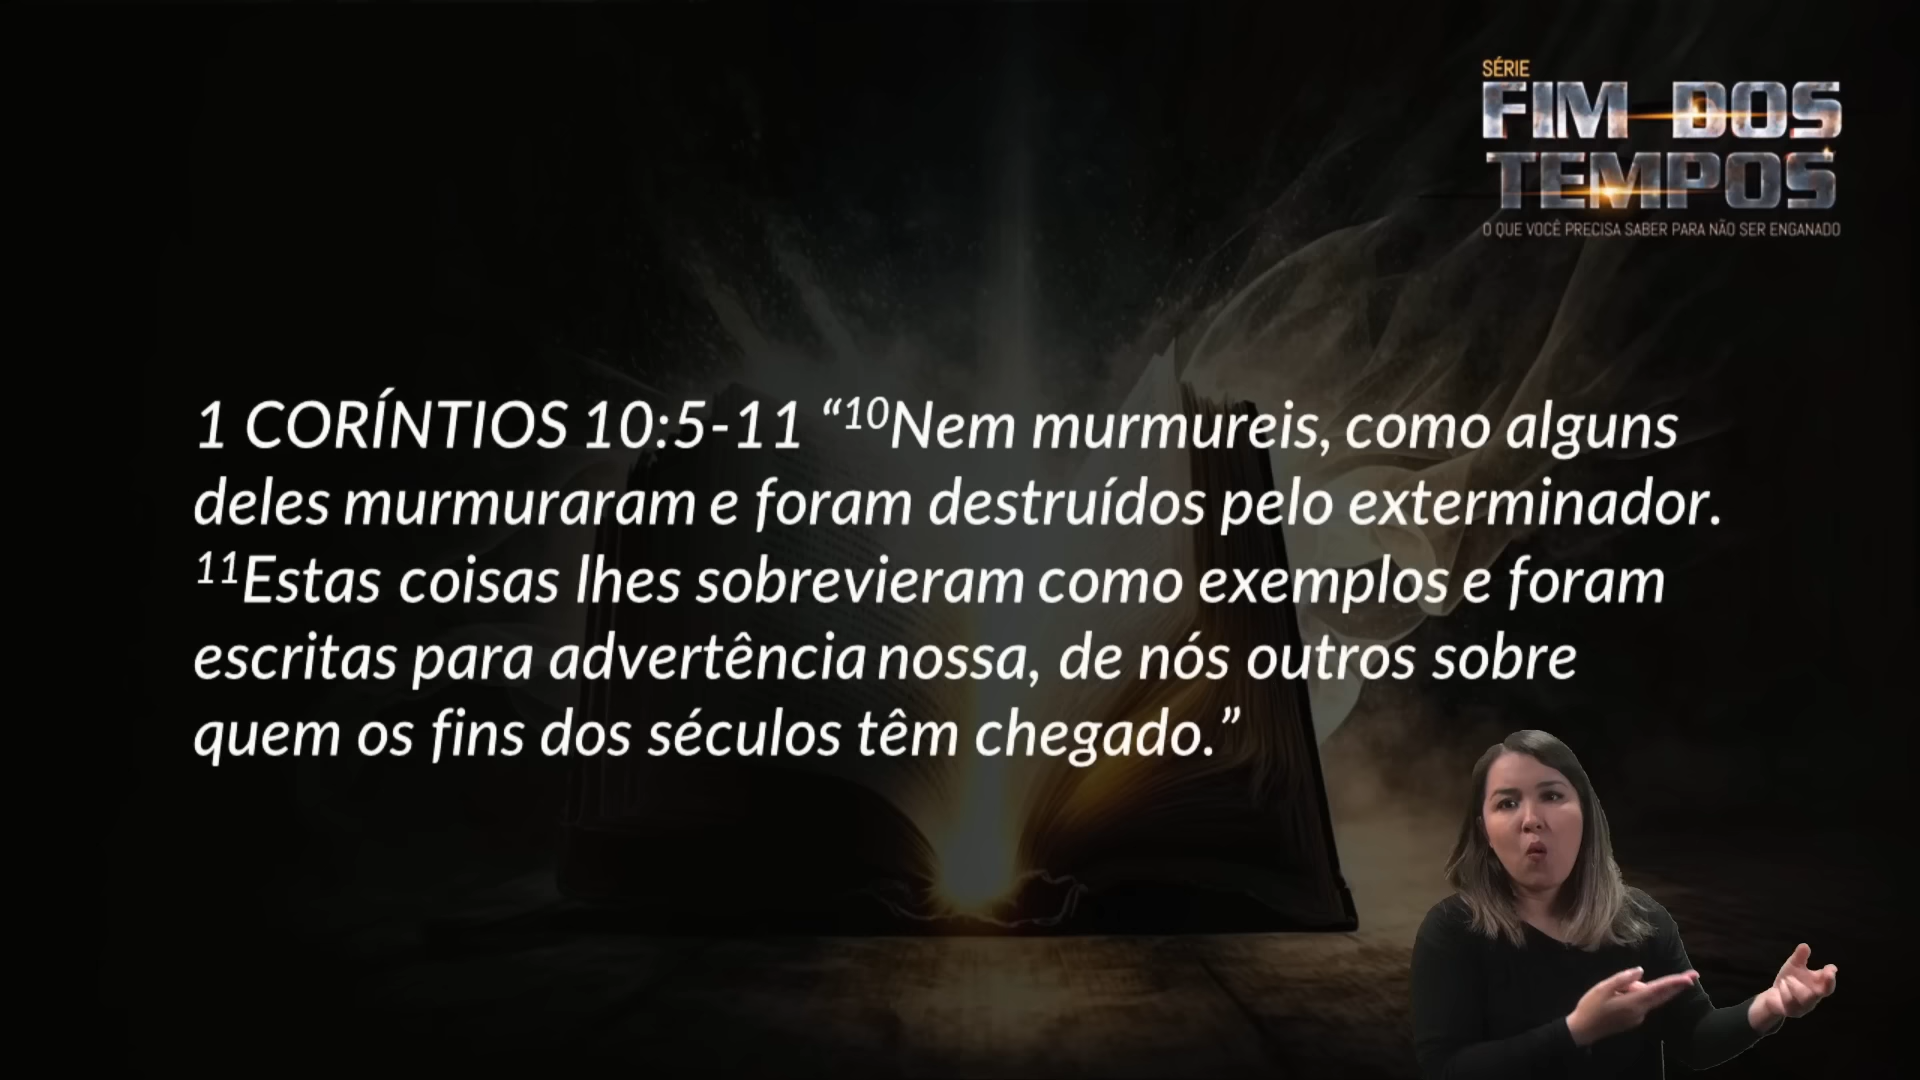 SÉRIE
FIM DOS
TEMPOS
O QUE VOCÊ PRECISA SABER PARA NÃO SER ENGANADO
1 CORÍNTIOS 10:5-11 “¹⁰Nem murmureis, como alguns
deles murmuraram e foram destruídos pelo exterminador.
¹¹Estas coisas lhes sobrevieram como exemplos e foram
escritas para advertência nossa, de nós outros sobre
quem os fins dos séculos têm chegado.”